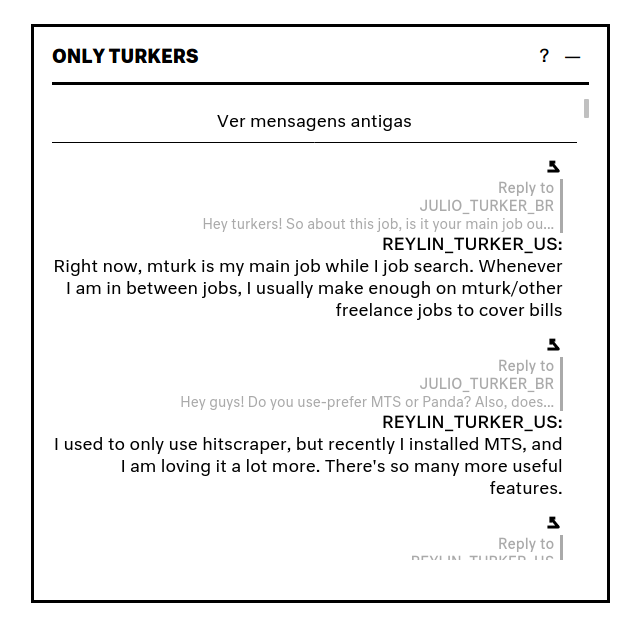 ONLY TURKERS ? —
Ver mensagens antigas
Reply to
JULIO_TURKER_BR
Hey turkers! So about this job, is it your main job ou...
REYLIN_TURKER_US:
Right now, mturk is my main job while I job search. Whenever
I am in between jobs, I usually make enough on mturk/other
freelance jobs to cover bills
Reply to
JULIO_TURKER_BR
Hey guys! Do you use-prefer MTS or Panda? Also, does...
REYLIN_TURKER_US:
I used to only use hitscraper, but recently I installed MTS, and
I am loving it a lot more. There's so many more useful
features.
Reply to
REYLIN_TURKER_US